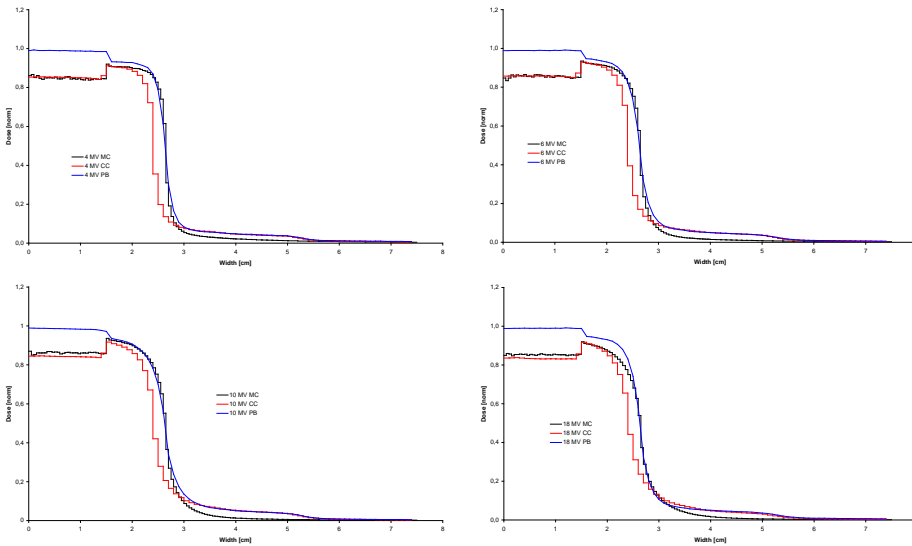 1,2
1,0
0,8
0,6
0,4
0,2
0,0
Dose [norm]
4 MV MC
4 MV CC
4 MV PB
0 1 2 3 4 5 6 7 8
Width [cm]
1,2
1
0,8
0,6
0,4
0,2
0
Dose [norm]
6 MV MC
6 MV CC
6 MV PB
0 1 2 3 4 5 6 7
Width [cm]
1,2
1
0,8
0,6
0,4
0,2
0
Dose [norm]
10 MV MC
10 MV CC
10 MV PB
0 1 2 3 4 5 6 7 8
Width [cm]
1,2
1
0,8
0,6
0,4
0,2
0
Dose [norm]
18 MV MC
18 MV CC
18 MV PB
0 1 2 3 4 5 6 7
Width [cm]